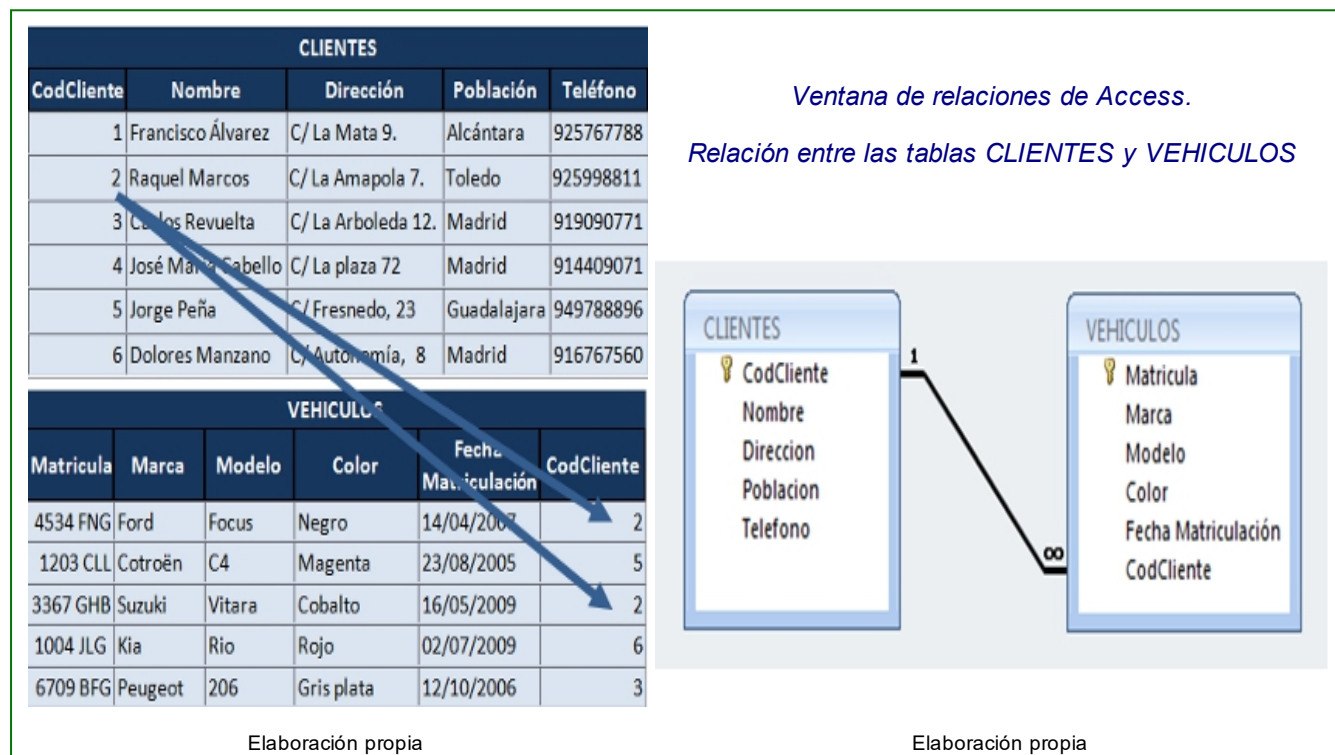 CLIENTES
CodCliente Nombre Dirección Población Teléfono
1 Francisco Álvarez C/ La Mata 9. Alcántara 925767788
2 Raquel Marcos C/ La Amapola 7. Toledo 925998811
3 Revuelta C/ La Arboleda 12. Madrid 919090771
4 José C/ La plaza 72 Madrid 914409071
5 Jorge Peña C/ Fresnedo, 23 Guadalajara 949788896
6 Dolores Manzano C/ Autonomía, 8 Madrid 916767560
VEHICULOS
Matricula Marca Modelo Color Fecha Matriculación CodCliente
4534 FNG Ford Focus Negro 14/04/2007 2
1203 CLL Cotroën C4 Magenta 23/08/2005 5
3367 GHB Suzuki Vitara Cobalto 16/05/2009 2
1004 JLG Kia Rio Rojo 02/07/2009 6
6709 BFG Peugeot 206 Gris plata 12/10/2006 3
Elaboración propia
Ventana de relaciones de Access.
Relación entre las tablas CLIENTES y VEHICULOS
CLIENTES
CodCliente
Nombre
Direccion
Poblacion
Telefono
1
∞
VEHICULOS
Matricula
Marca
Modelo
Color
Fecha Matriculación
CodCliente
Elaboración propia